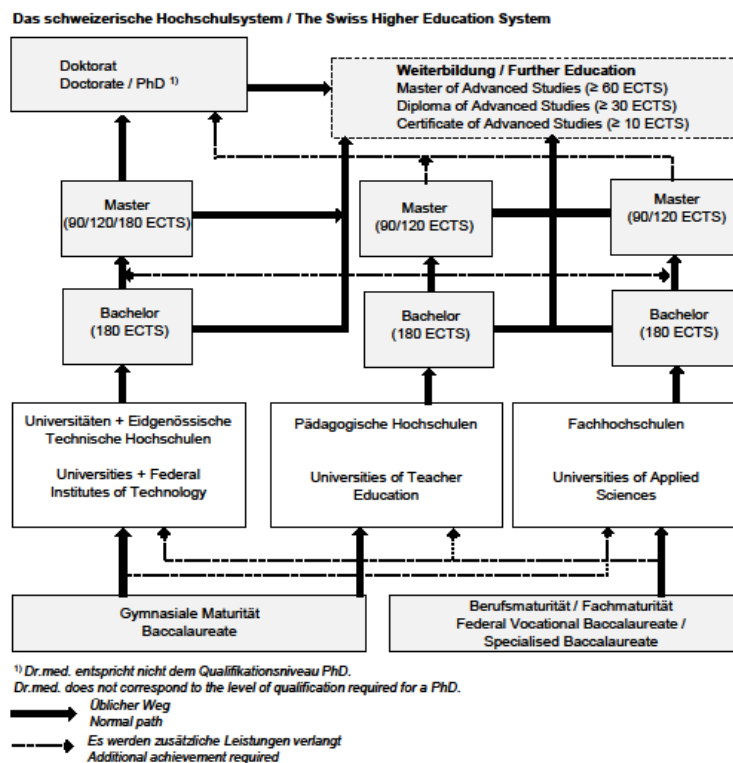 Das schweizerische Hochschulsystem / The Swiss Higher Education System
Doktorat
Doctorate / PhD 1)
Weiterbildung / Further Education
Master of Advanced Studies (≥ 60 ECTS)
Diploma of Advanced Studies (≥ 30 ECTS)
Certificate of Advanced Studies (≥ 10 ECTS)
Master
(90/120/180 ECTS)
Master
(90/120 ECTS)
Master
(90/120 ECTS)
Bachelor
(180 ECTS)
Bachelor
(180 ECTS)
Bachelor
(180 ECTS)
Universitäten + Eidgenössische
Technische Hochschulen
Universities + Federal
Institutes of Technology
Pädagogische Hochschulen
Universities of Teacher
Education
Fachhochschulen
Universities of Applied
Sciences
Gymnasiale Maturität
Baccalaureate
Berufsmaturität / Fachmaturität
Federal Vocational Baccalaureate /
Specialised Baccalaureate
1) Dr.med. entspricht nicht dem Qualifikationsniveau PhD.
Dr.med. does not correspond to the level of qualification required for a PhD.
Üblicher Weg
Normal path
Es werden zusätzliche Leistungen verlangt
Additional achievement required